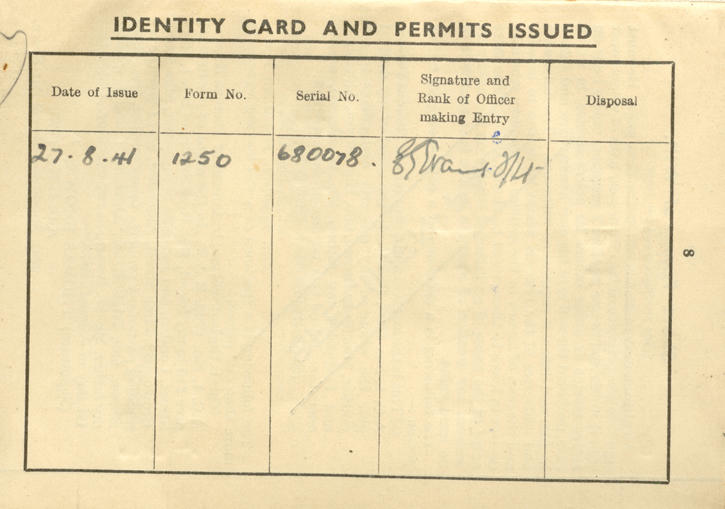 IDENTITY CARD AND PERMITS ISSUED
Date of Issue
Form No.
Serial No.
Signature and
Rank of Officer
making Entry
Disposal
27.8.41
1250
680078.
8